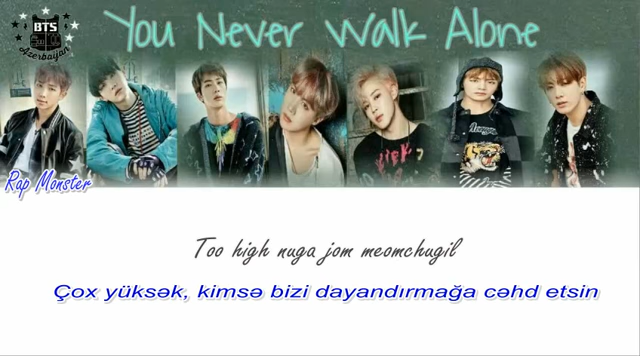 BTS
Azerbaijan
You Never Walk Alone
Rap Monster
Too high nuga jom meomchugil
Çox yüksək, kimsə bizi dayandırmağa cəhd etsin